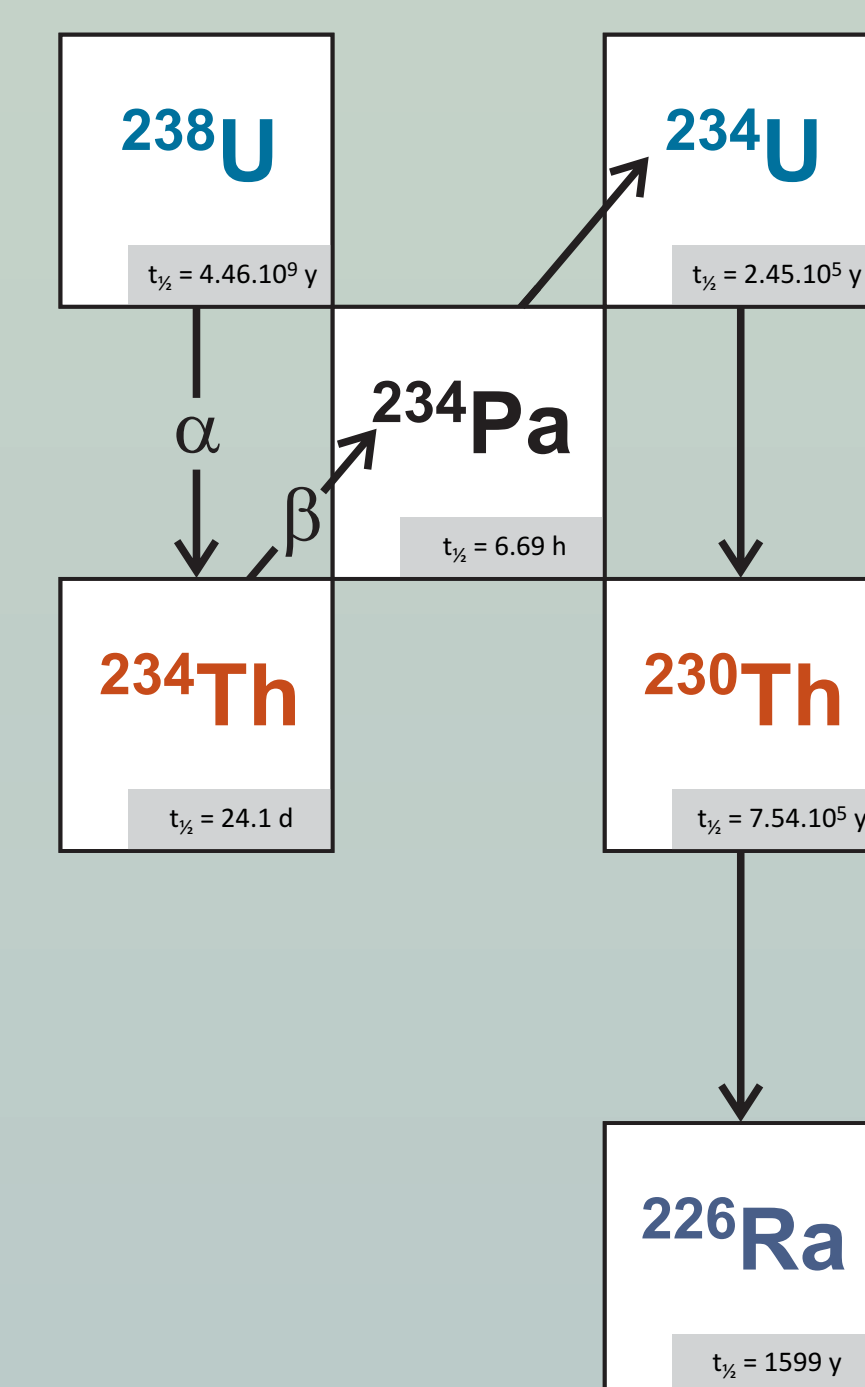 ²³⁸U
²³⁴U
t½ = 4.46.10⁹ y
t½ = 2.45.10⁵ y
α
²³⁴Pa
β
t½ = 6.69 h
²³⁴Th
²³⁰Th
t½ = 24.1 d
t½ = 7.54.10⁵ y
²²⁶Ra
t½ = 1599 y